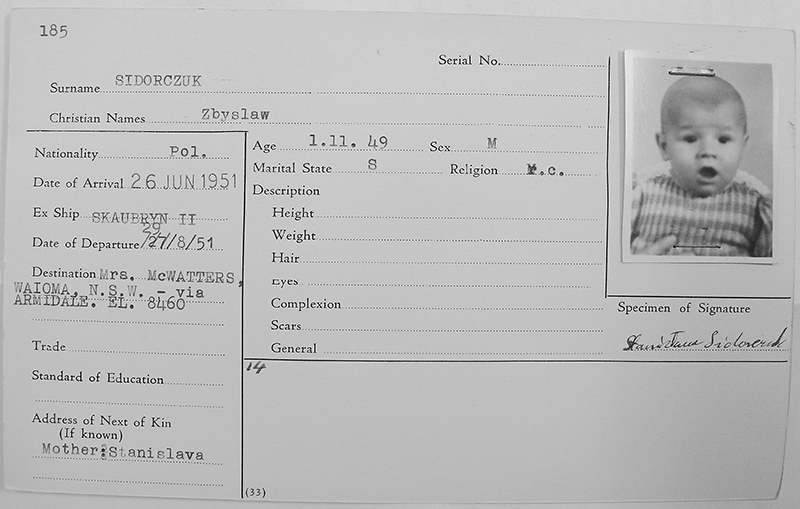 185
Serial No.
Surname SIDORCZUK
Christian Names Zbyslaw
Nationality Pol.
Date of Arrival 26 JUN 1951
Ex Ship SKAUBRYN II
29
Date of Departure /27/8/51
Destination Mrs. McWATTERS,
WAIOMA, N.S.W. - via
ARMIDALE. EL. 8460
Trade
Standard of Education
Address of Next of Kin
(If known)
Mother:Stanislava
Age 1.11. 49 Sex M
Marital State S Religion r.c.
Description
Height
Weight
Hair
Eyes
Complexion
Scars
General
14
(33)
Specimen of Signature
Sidorczuk